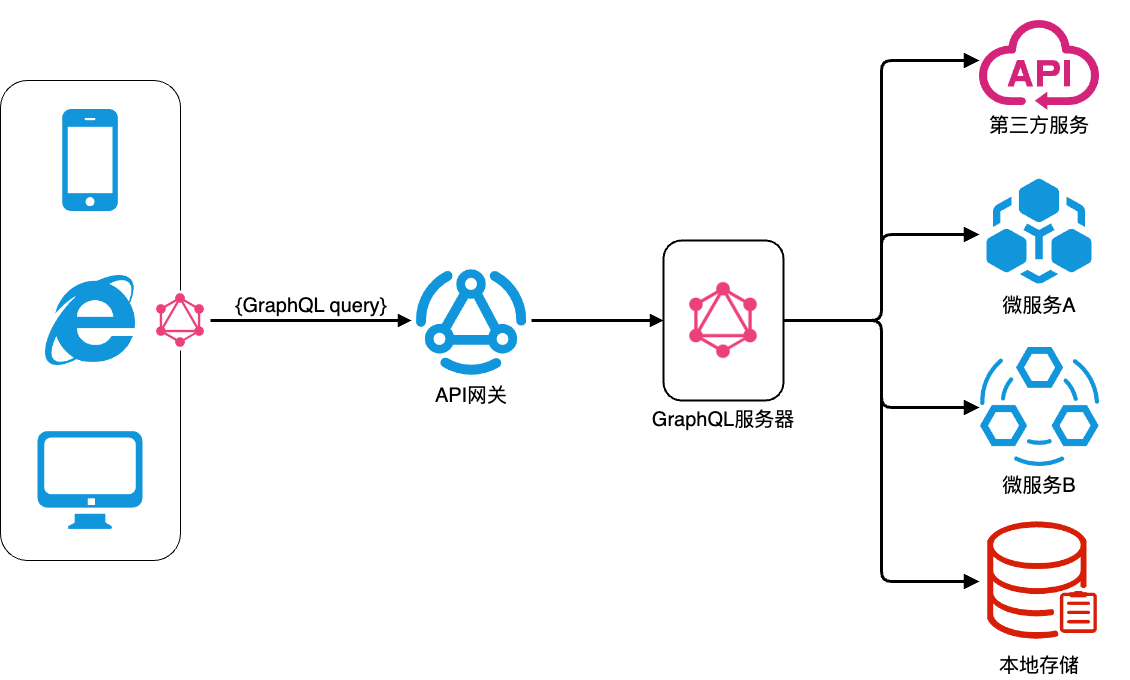 {GraphQL query}
API网关
GraphQL服务器
API
第三方服务
微服务A
微服务B
本地存储